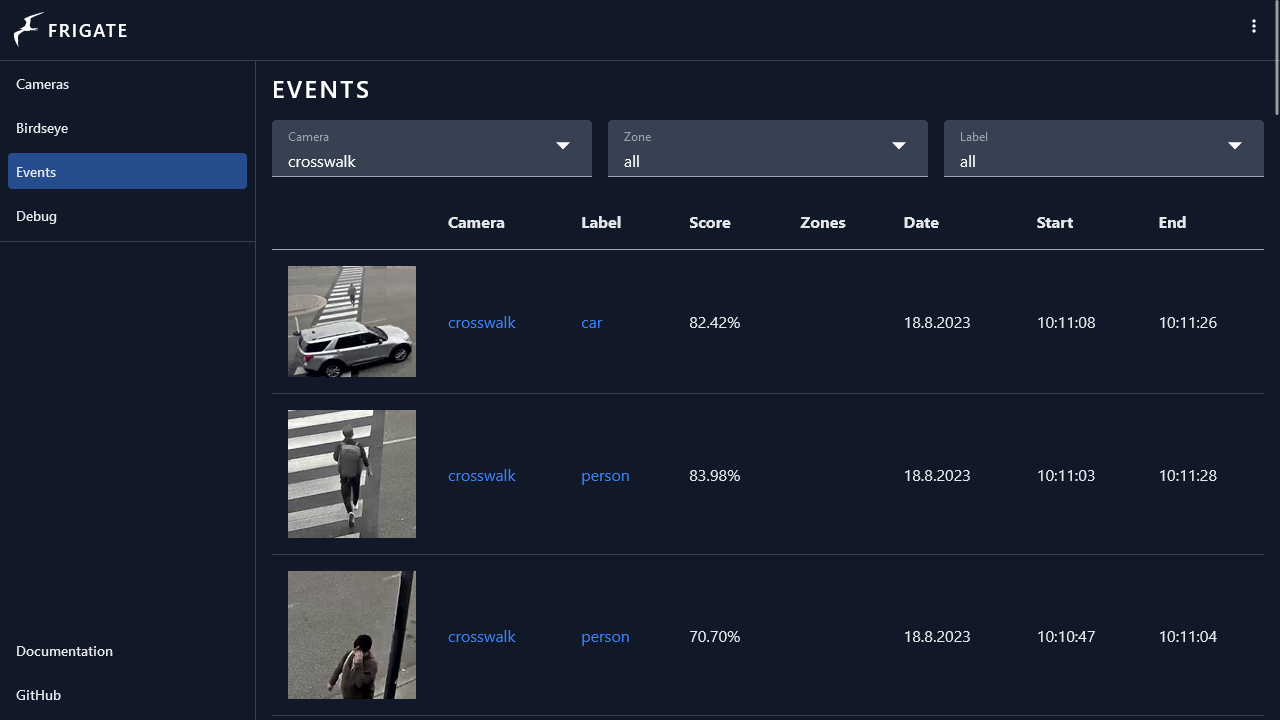 FRIGATE
Cameras
Birdseye
Events
Debug
Documentation
GitHub
EVENTS
Camera
crosswalk
Zone
all
Label
all
Camera Label Score Zones Date Start End
crosswalk car 82.42% 18.8.2023 10:11:08 10:11:26
crosswalk person 83.98% 18.8.2023 10:11:03 10:11:28
crosswalk person 70.70% 18.8.2023 10:10:47 10:11:04